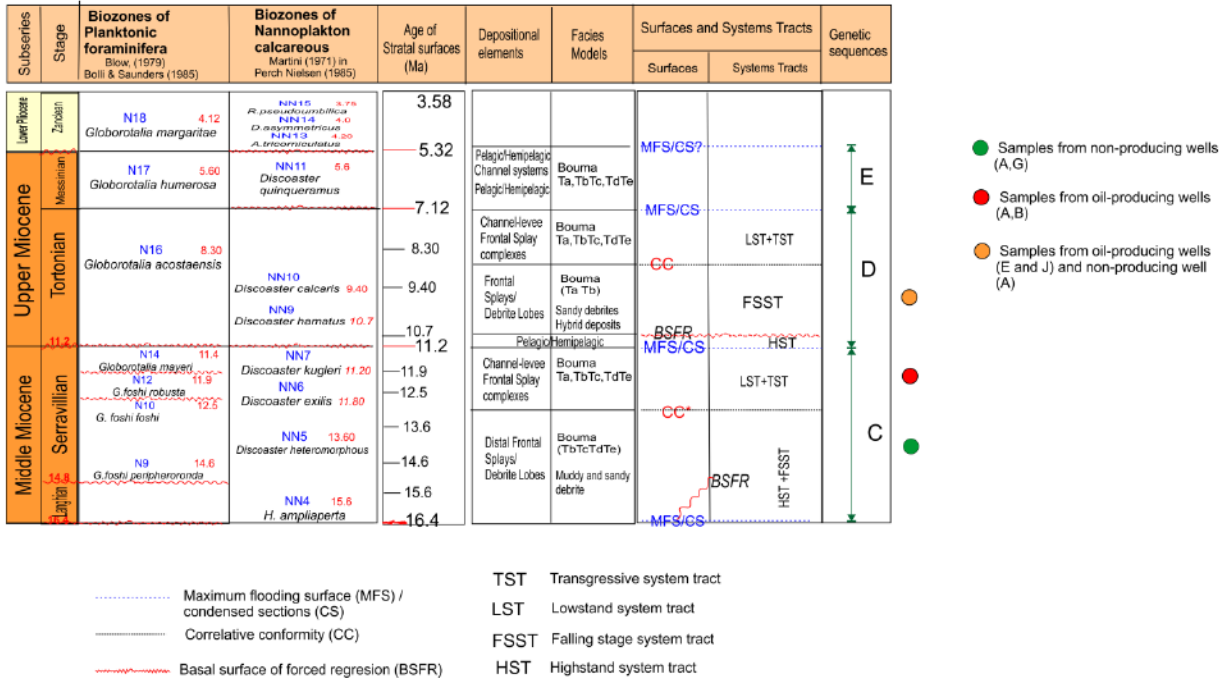 Subseries
Stage
Biozones of
Planktonic
foraminifera
Blow, (1979)
Bolli & Saunders (1985)
Biozones of
Nannoplakton
calcareous
Martini (1971) in
Perch Nielsen (1985)
Age of
Stratal surfaces
(Ma)
Depositional
elements
Facies
Models
Surfaces and Systems Tracts
Surfaces
Systems Tracts
Genetic
sequences
Lower Pliocene
Zanclean
N18 4.12
Globorotalia margaritae
NN15 3.75
R.pseudoumbilica
NN14 4.0
D.asymmetricus
NN13 4.20
A.tricorniculatus
3.58
5.32
MFS/CS?
Upper Miocene
Messinian
N17 5.60
Globorotalia humerosa
NN11 5.6
Discoaster
quinqueramus
7.12
Pelagic/Hemipelagic
Channel systems
Pelagic/Hemipelagic
Bouma
Ta,TbTc,TdTe
MFS/CS
E
Tortonian
N16 8.30
Globorotalia acostaensis
NN10
Discoaster calcaris 9.40
NN9
Discoaster hamatus 10.7
8.30
9.40
10.7
11.2
11.2
Channel-levee
Frontal Splay
complexes
Bouma
Ta,TbTc,TdTe
LST+TST
CC
Frontal
Splays/
Debrite Lobes
Bouma
(Ta Tb)
Sandy debrites
Hybrid deposits
FSST
BSFR
Pelagic/Hemipelagic
HST
MFS/CS
D
Middle Miocene
Serravillian
N14 11.4
Globorotalia mayeri
N12 11.9
G.foshi robusta
N10 12.5
G. foshi foshi
N9 14.6
G.foshi peripheroronda
14.8
Langhian
16.4
NN7
Discoaster kugleri 11.20
NN6
Discoaster exilis 11.80
NN5 13.60
Discoaster heteromorphous
NN4 15.6
H. ampliaperta
11.9
12.5
13.6
14.6
15.6
16.4
Channel-levee
Frontal Splay
complexes
Bouma
Ta,TbTc,TdTe
LST+TST
CC*
Distal Frontal
Splays/
Debrite Lobes
Bouma
(TbTcTdTe)
Muddy and sandy
debrite
BSFR
HST +FSST
MFS/CS
C
Samples from non-producing wells
(A,G)
Samples from oil-producing wells
(A,B)
Samples from oil-producing wells
(E and J) and non-producing well
(A)
Maximum flooding surface (MFS) /
condensed sections (CS)
Correlative conformity (CC)
Basal surface of forced regresion (BSFR)
TST Transgressive system tract
LST Lowstand system tract
FSST Falling stage system tract
HST Highstand system tract